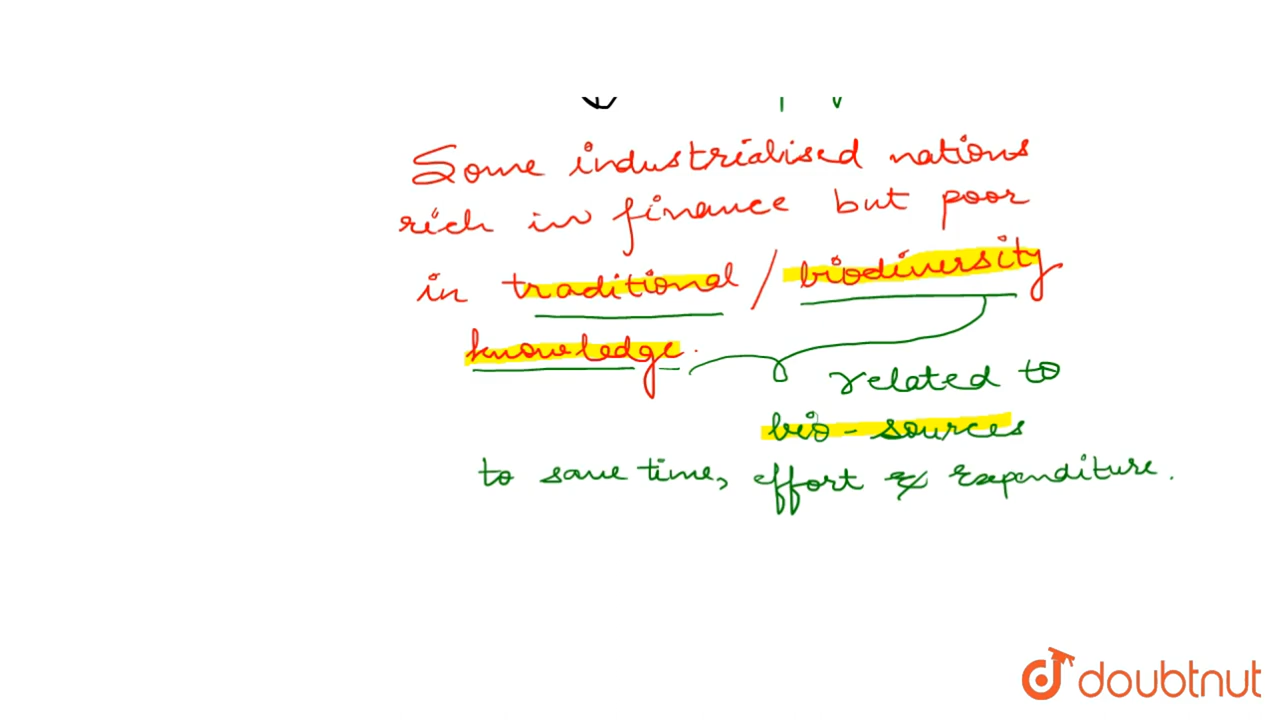 Some industrialised nations
rich in finance but poor
in traditional / biodiversity
knowledge.
related to
bio - sources
to save time, effort & expenditure.
doubtnut